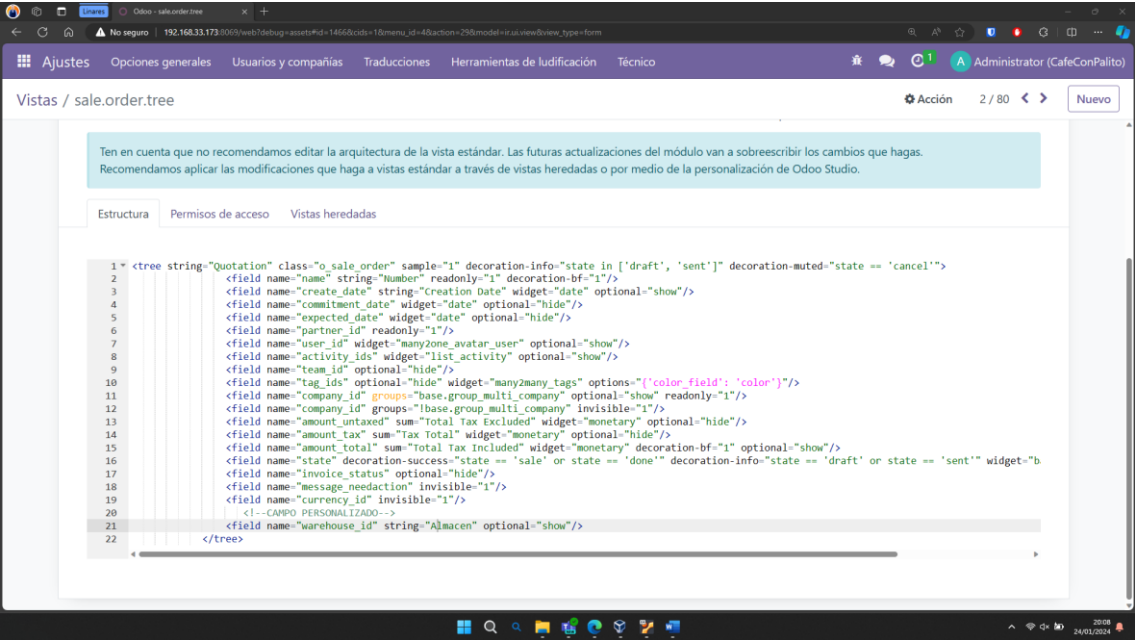 Linares
Odoo - sale.order.tree
No seguro 192.168.33.173:8069/web?debug=assets#id=1466&cids=1&menu_id=4&action=29&model=ir.ui.view&view_type=form
Ajustes Opciones generales Usuarios y compañías Traducciones Herramientas de ludificación Técnico 1 A Administrator (CafeConPalito)
Vistas / sale.order.tree Acción 2 / 80 Nuevo
Ten en cuenta que no recomendamos editar la arquitectura de la vista estándar. Las futuras actualizaciones del módulo van a sobreescribir los cambios que hagas.
Recomendamos aplicar las modificaciones que haga a vistas estándar a través de vistas heredadas o por medio de la personalización de Odoo Studio.
Estructura Permisos de acceso Vistas heredadas
1 <tree string="Quotation" class="o_sale_order" sample="1" decoration-info="state in ['draft', 'sent']" decoration-muted="state == 'cancel'">
2 <field name="name" string="Number" readonly="1" decoration-bf="1"/>
3 <field name="create_date" string="Creation Date" widget="date" optional="show"/>
4 <field name="commitment_date" widget="date" optional="hide"/>
5 <field name="expected_date" widget="date" optional="hide"/>
6 <field name="partner_id" readonly="1"/>
7 <field name="user_id" widget="many2one_avatar_user" optional="show"/>
8 <field name="activity_ids" widget="list_activity" optional="show"/>
9 <field name="team_id" optional="hide"/>
10 <field name="tag_ids" optional="hide" widget="many2many_tags" options="{'color_field': 'color'}"/>
11 <field name="company_id" groups="base.group_multi_company" optional="show" readonly="1"/>
12 <field name="company_id" groups="!base.group_multi_company" invisible="1"/>
13 <field name="amount_untaxed" sum="Total Tax Excluded" widget="monetary" optional="hide"/>
14 <field name="amount_tax" sum="Tax Total" widget="monetary" optional="hide"/>
15 <field name="amount_total" sum="Total Tax Included" widget="monetary" decoration-bf="1" optional="show"/>
16 <field name="state" decoration-success="state == 'sale' or state == 'done'" decoration-info="state == 'draft' or state == 'sent'" widget="b
17 <field name="invoice_status" optional="hide"/>
18 <field name="message_needaction" invisible="1"/>
19 <field name="currency_id" invisible="1"/>
20 <!--CAMPO PERSONALIZADO-->
21 <field name="warehouse_id" string="Almacen" optional="show"/>
22 </tree>
20:08
24/01/2024